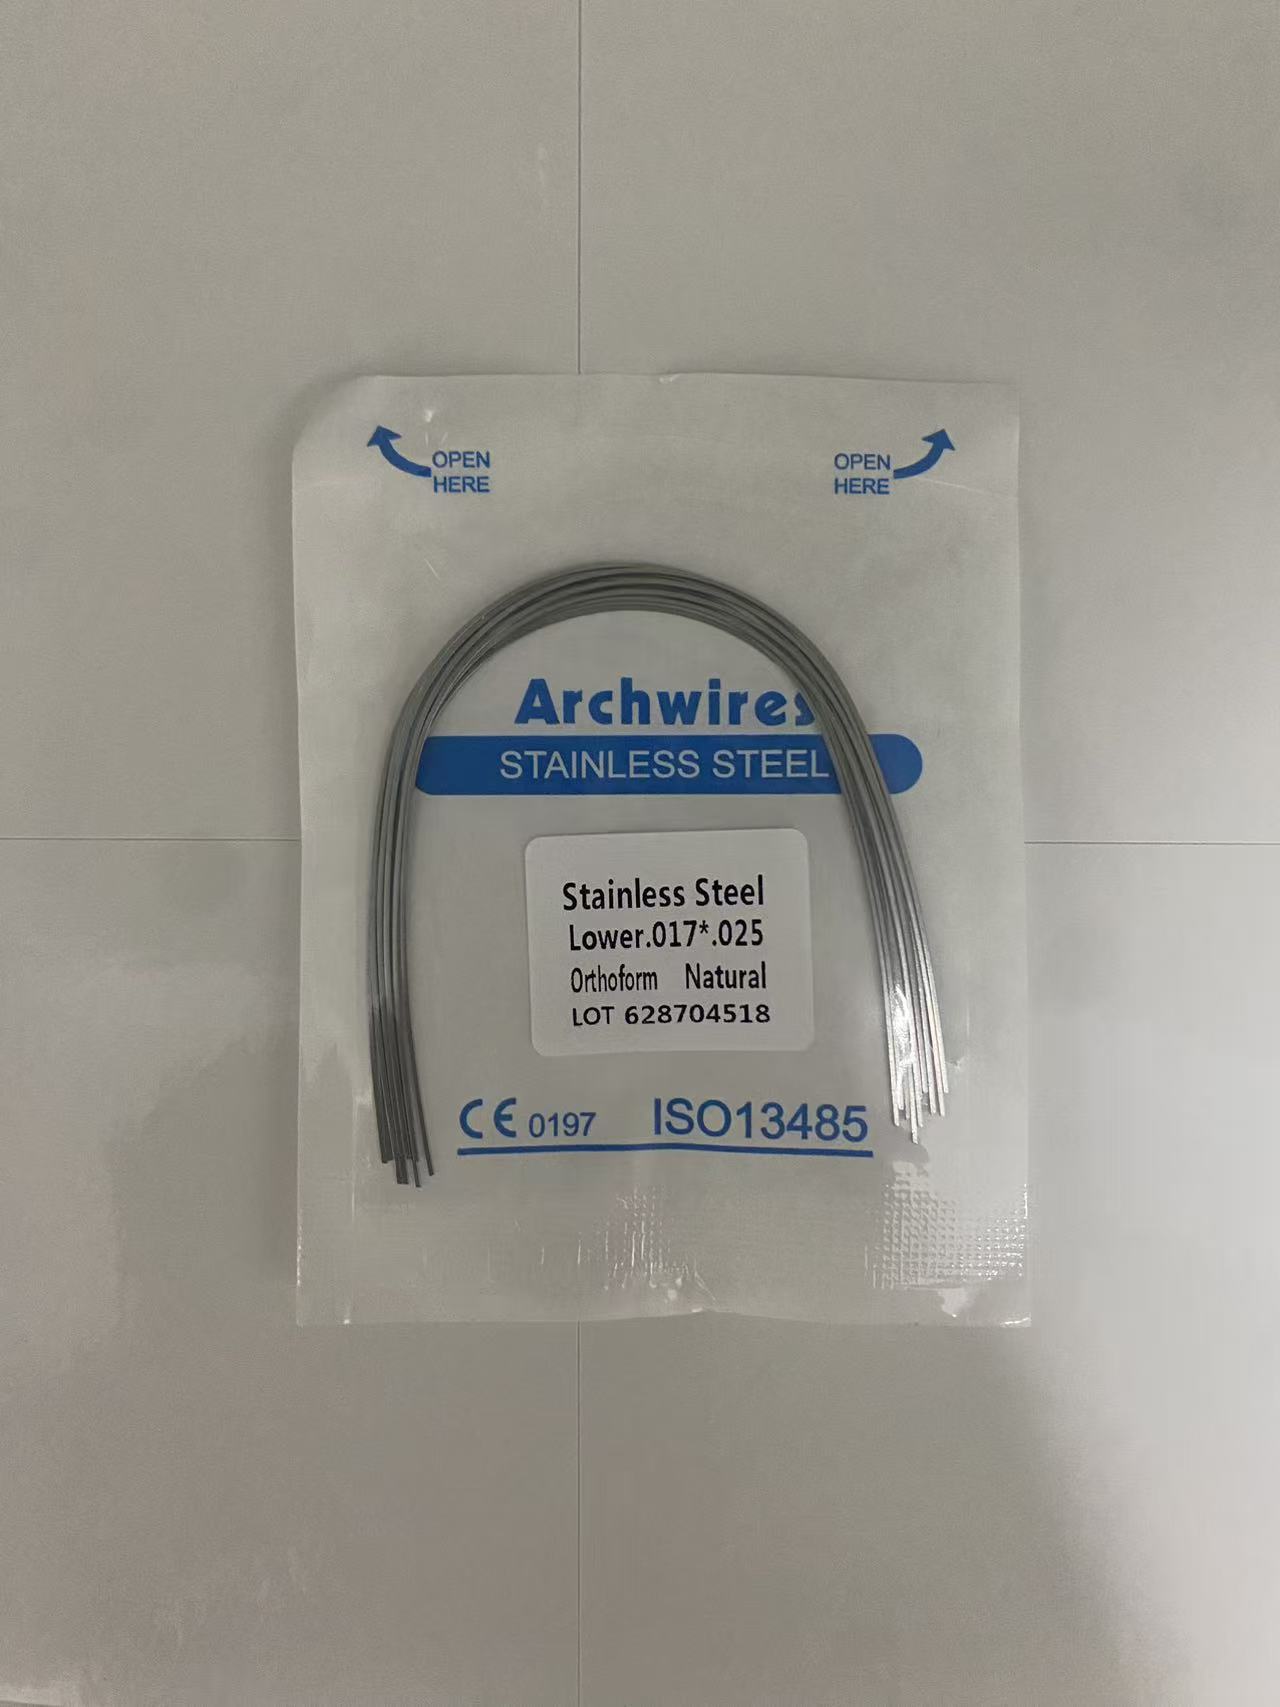 OPEN
HERE
OPEN
HERE
Archwires
STAINLESS STEEL
Stainless Steel
Lower.017*.025
Orthoform Natural
LOT 628704518
CE 0197 ISO13485